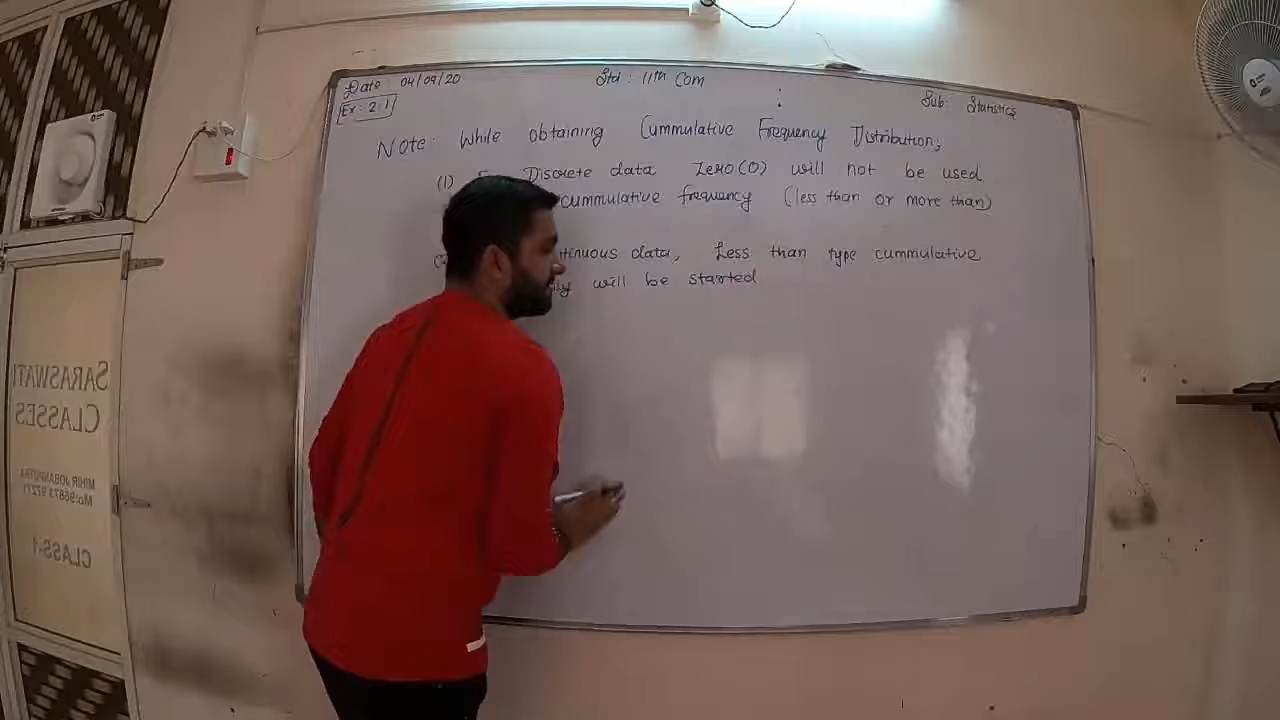 Date 04/09/20
Std : 11th Com
Sub: Statistics
Ex: 2.1
Note: While obtaining Cummulative Frequency Distribution;
(1) Discrete data Zero(0) will not be used
cummulative frequency (less than or more than)
data, Less than type cummulative
will be started
SARASWATI
CLASSES
MIHIR JOBANPUTRA
CLASS-1